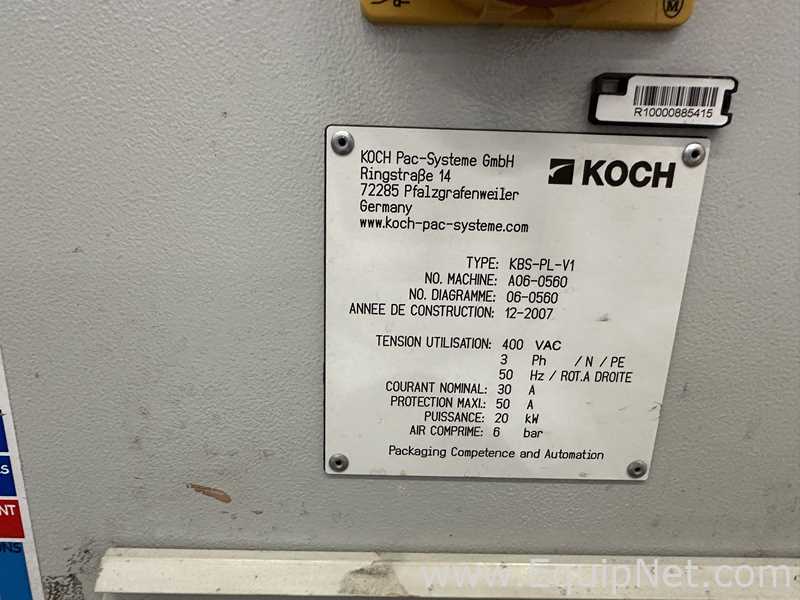 R10000885415
KOCH Pac-Systeme GmbH
Ringstraße 14
72285 Pfalzgrafenweiler
Germany
www.koch-pac-systeme.com
KOCH
TYPE: KBS-PL-V1
NO. MACHINE: A06-0560
NO. DIAGRAMME: 06-0560
ANNEE DE CONSTRUCTION: 12-2007
TENSION UTILISATION: 400 VAC
3 Ph / N / PE
50 Hz / ROT.A DROITE
COURANT NOMINAL: 30 A
PROTECTION MAXI.: 50 A
PUISSANCE: 20 kW
AIR COMPRIME: 6 bar
Packaging Competence and Automation
NT
ONS
www.EquipNet.com